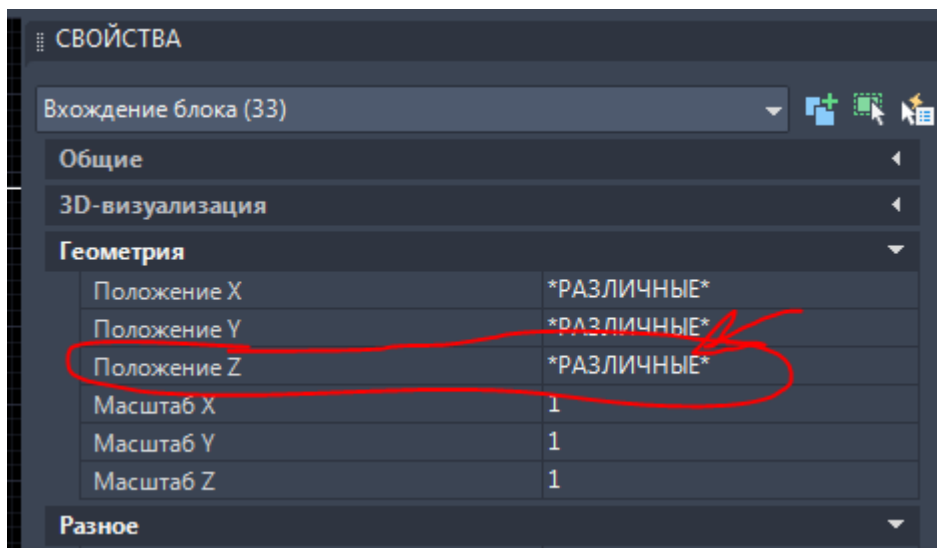 СВОЙСТВА
Вхождение блока (33)
Общие
3D-визуализация
Геометрия
Положение X *РАЗЛИЧНЫЕ*
Положение Y *РАЗЛИЧНЫЕ*
Положение Z *РАЗЛИЧНЫЕ*
Масштаб X 1
Масштаб Y 1
Масштаб Z 1
Разное